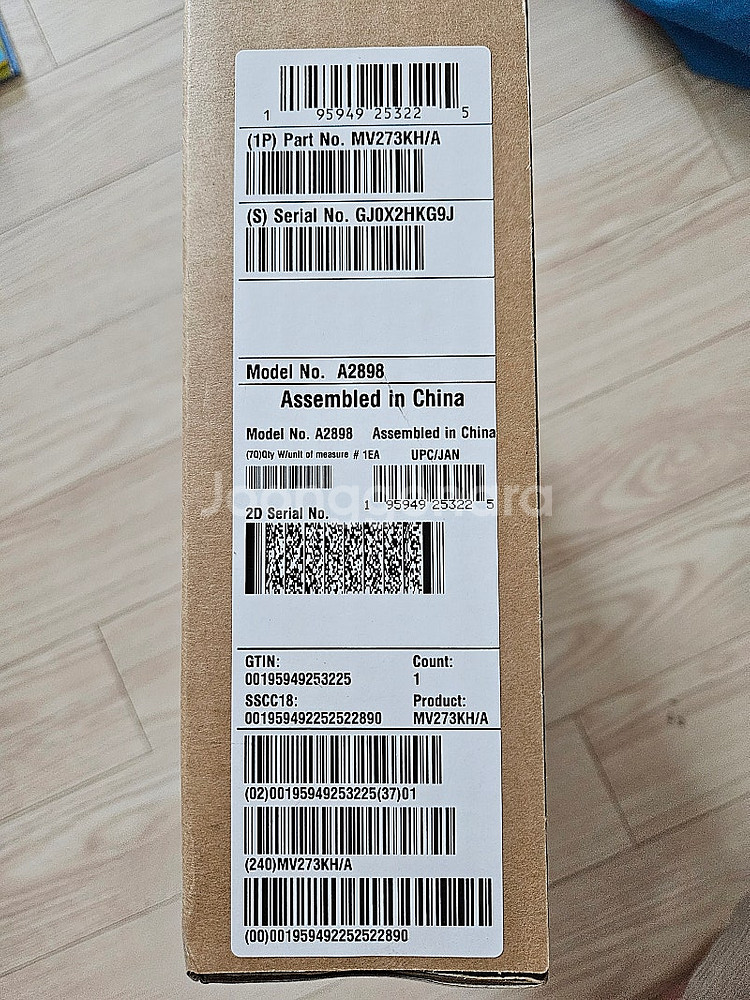 1 95949 25322 5
(1P) Part No. MV273KH/A
(S) Serial No. GJ0X2HKG9J
Model No. A2898
Assembled in China
Model No. A2898 Assembled in China
(7Q)Qty W/unit of measure # 1EA UPC/JAN
1 95949 25322 5
Joongonara
2D Serial No.
GTIN: Count:
00195949253225 1
SSCC18: Product:
001959492252522890 MV273KH/A
(02)00195949253225(37)01
(240)MV273KH/A
(00)001959492252522890